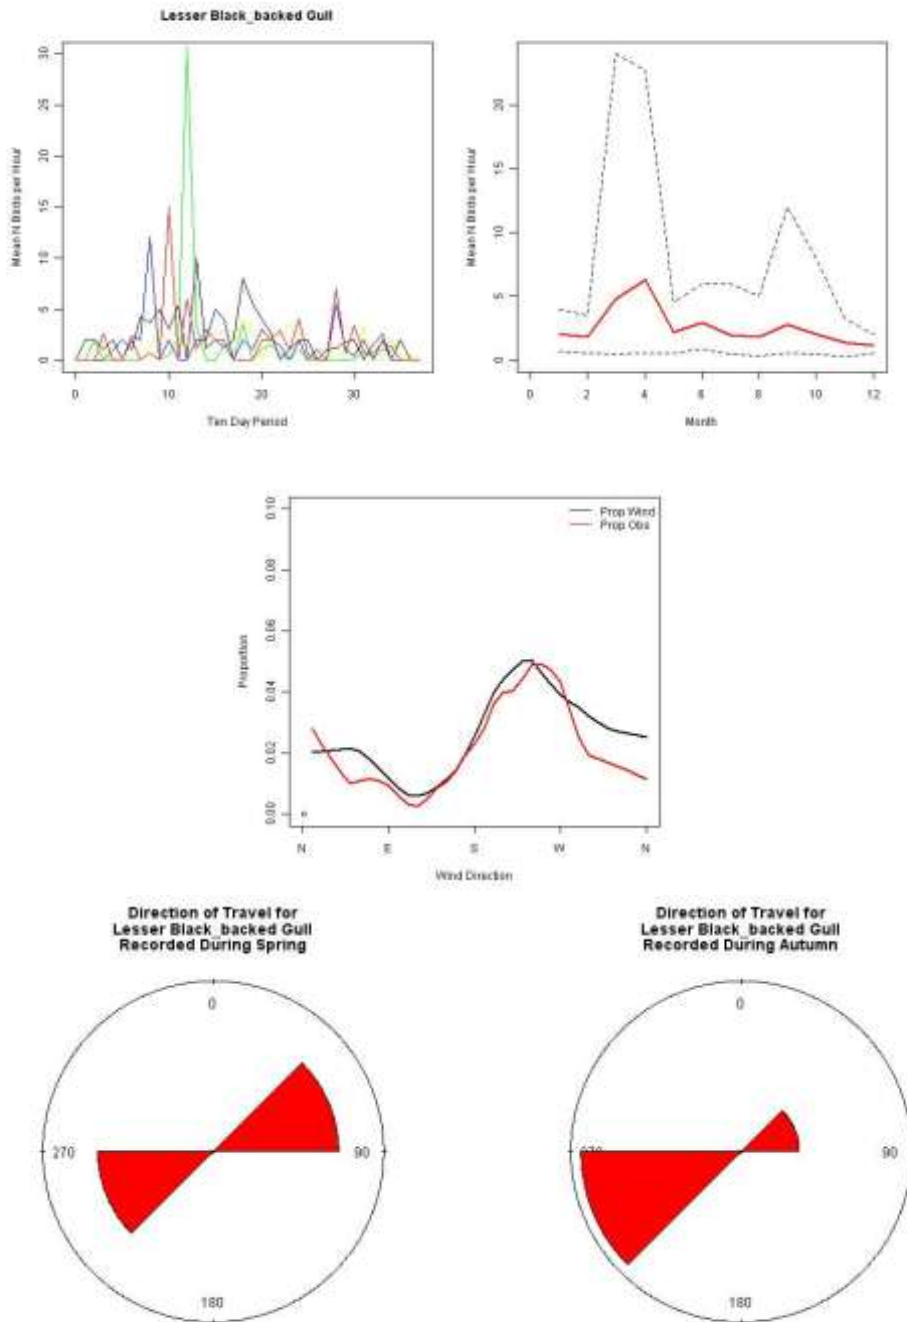 Lesser Black_backed Gull
Mean N Birds per Hour
0 5 10 15 20 25 30
0 10 20 30
Ten Day Period
Mean N Birds per Hour
0 5 10 15 20
0 2 4 6 8 10 12
Month
Prop Wind
Prop Obs
Proportion
0.00 0.02 0.04 0.06 0.08 0.10
N E S W N
Wind Direction
Direction of Travel for
Lesser Black_backed Gull
Recorded During Spring
0
270 90
180
Direction of Travel for
Lesser Black_backed Gull
Recorded During Autumn
0
270 90
180